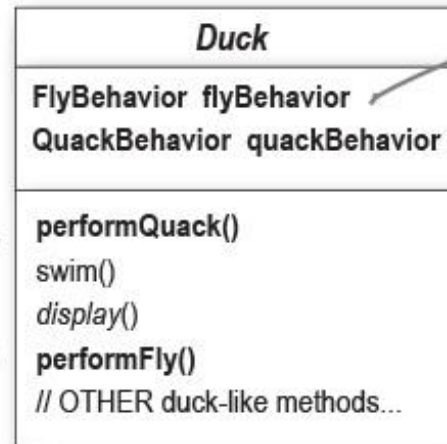 Duck
FlyBehavior flyBehavior
QuackBehavior quackBehavior
performQuack()
swim()
display()
performFly()
// OTHER duck-like methods...